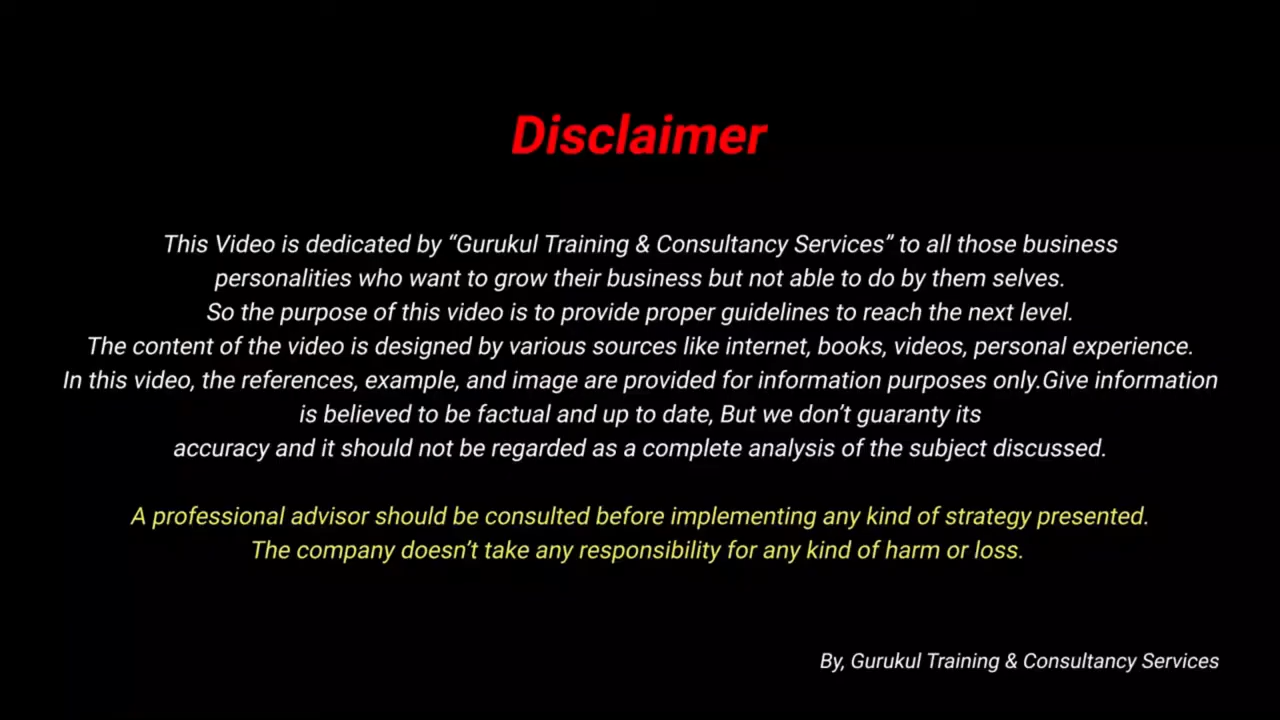 Disclaimer
This Video is dedicated by “Gurukul Training & Consultancy Services” to all those business
personalities who want to grow their business but not able to do by them selves.
So the purpose of this video is to provide proper guidelines to reach the next level.
The content of the video is designed by various sources like internet, books, videos, personal experience.
In this video, the references, example, and image are provided for information purposes only.Give information
is believed to be factual and up to date, But we don’t guaranty its
accuracy and it should not be regarded as a complete analysis of the subject discussed.
A professional advisor should be consulted before implementing any kind of strategy presented.
The company doesn’t take any responsibility for any kind of harm or loss.
By, Gurukul Training & Consultancy Services